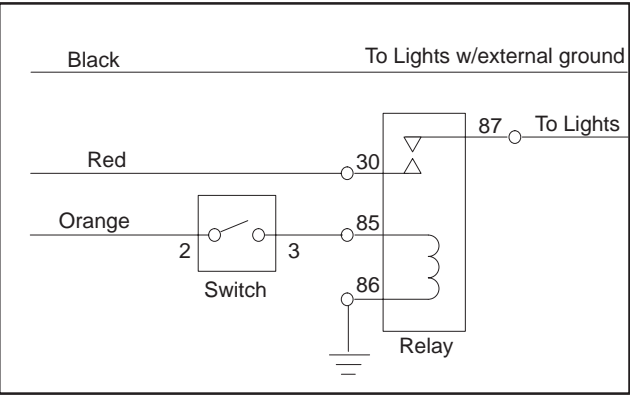 Black
To Lights w/external ground
87
To Lights
Red
30
Orange
2
3
85
Switch
86
Relay